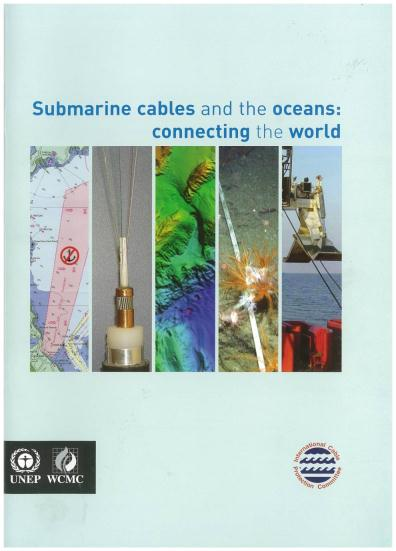 Submarine cables and the oceans:
connecting the world
UNEP WCMC
International Cable
Protection Committee